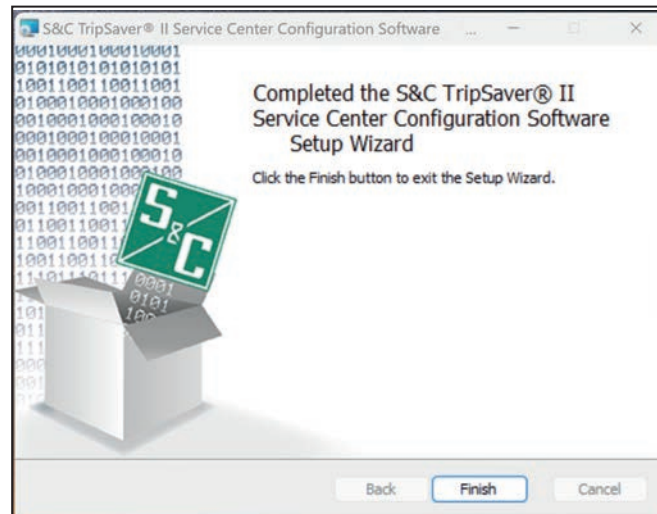 S&C TripSaver® II Service Center Configuration Software ...
Completed the S&C TripSaver® II
Service Center Configuration Software
Setup Wizard
Click the Finish button to exit the Setup Wizard.
S&C
Back
Finish
Cancel